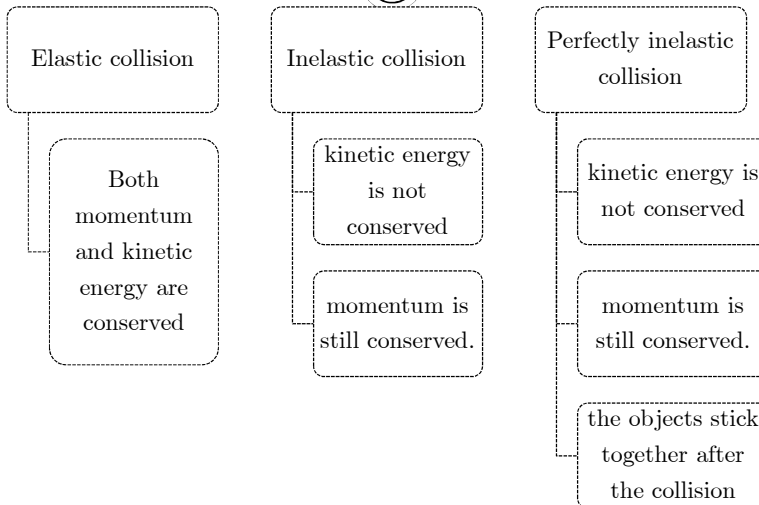 Elastic collision
Both
momentum
and kinetic
energy are
conserved
Inelastic collision
kinetic energy
is not
conserved
momentum is
still conserved.
Perfectly inelastic
collision
kinetic energy is
not conserved
momentum is
still conserved.
the objects stick
together after
the collision